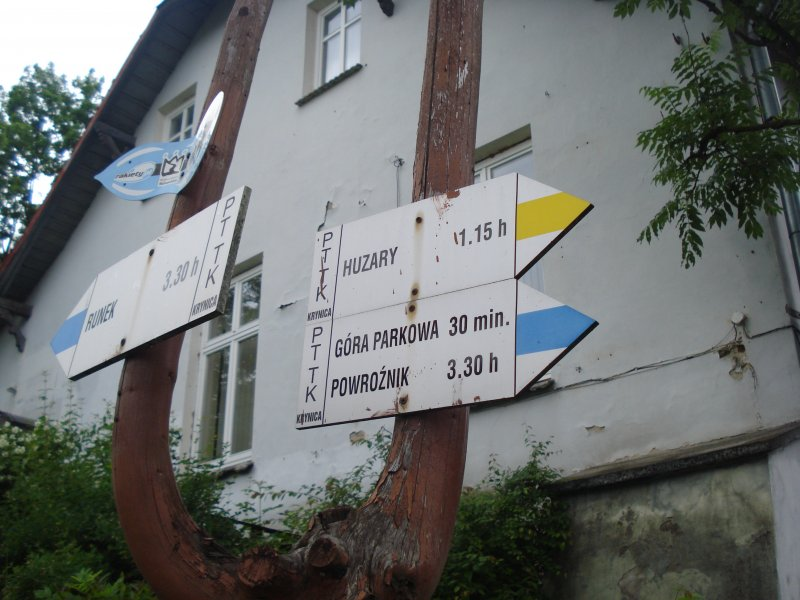 rakiety
RUNEK 3.30 h
PTTK
KRYNICA
PTTK
KRYNICA
HUZARY 1.15 h
PTTK
KRYNICA
GÓRA PARKOWA 30 min.
POWROŹNIK 3.30 h